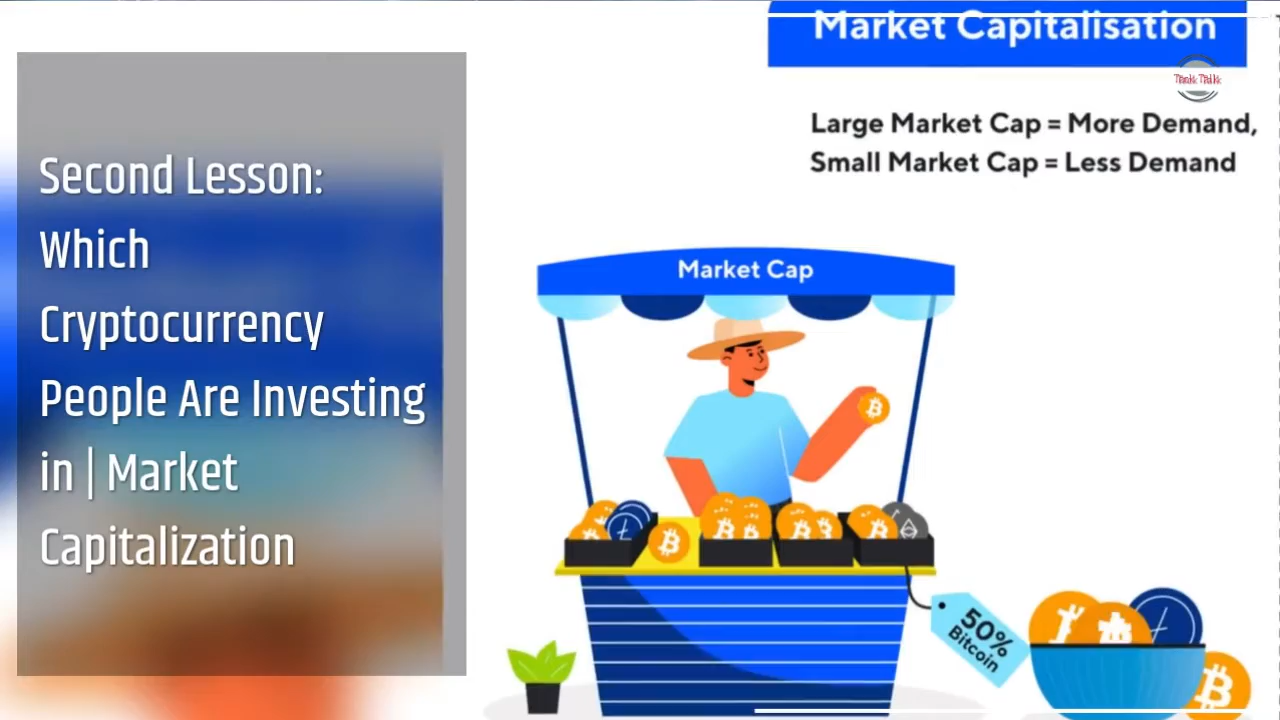 Market Capitalisation
Large Market Cap = More Demand,
Small Market Cap = Less Demand
Second Lesson:
Which
Cryptocurrency
People Are Investing
in | Market
Capitalization
Market Cap
50%
Bitcoin